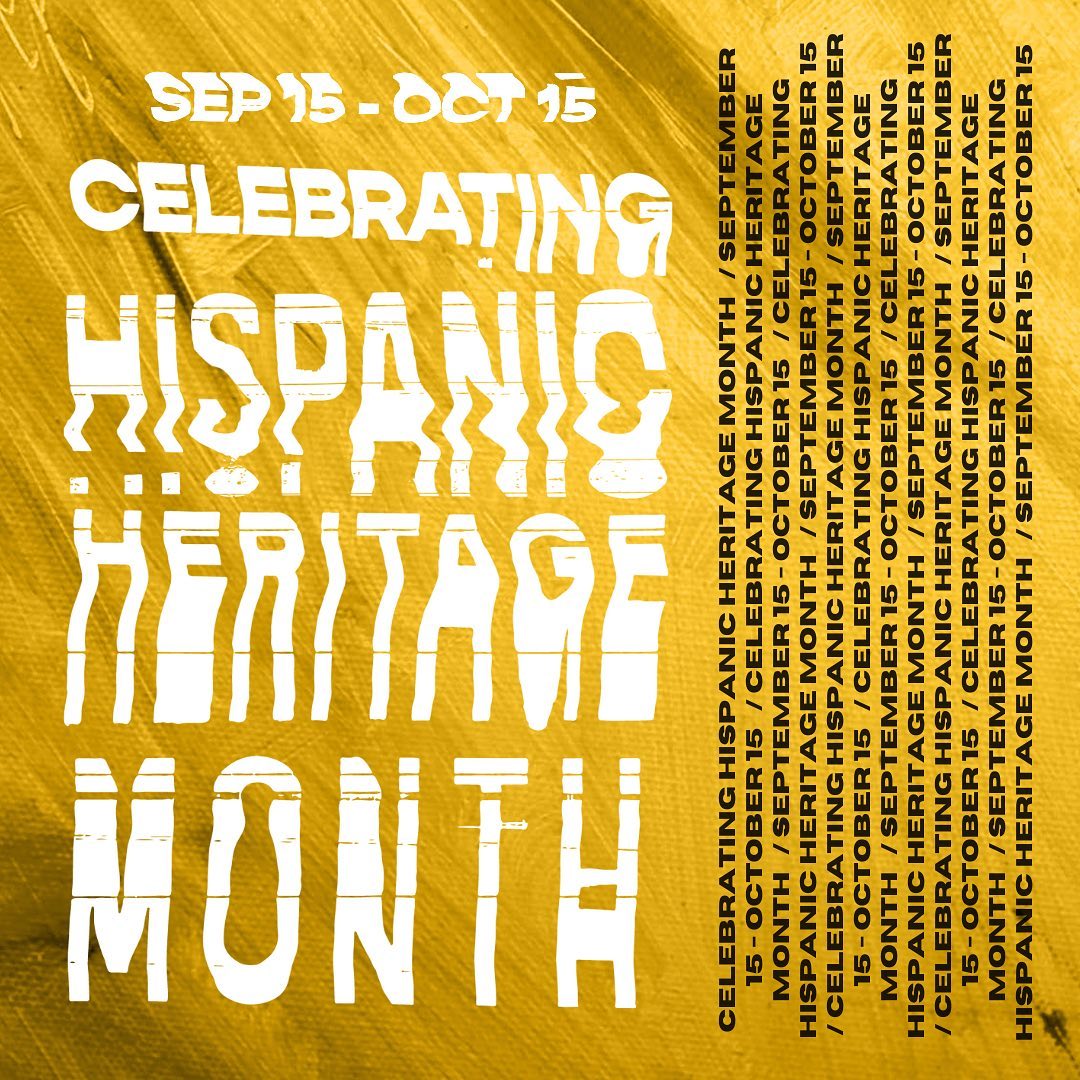 SEP 15 - OCT 15
CELEBRATING
HISPANIC
HERITAGE
MONTH
CELEBRATING HISPANIC HERITAGE MONTH / SEPTEMBER
15 - OCTOBER 15 / CELEBRATING HISPANIC HERITAGE
MONTH / SEPTEMBER 15 - OCTOBER 15 / CELEBRATING
HISPANIC HERITAGE MONTH / SEPTEMBER 15 - OCTOBER 15
/ CELEBRATING HISPANIC HERITAGE MONTH / SEPTEMBER
15 - OCTOBER 15 / CELEBRATING HISPANIC HERITAGE
MONTH / SEPTEMBER 15 - OCTOBER 15 / CELEBRATING
HISPANIC HERITAGE MONTH / SEPTEMBER 15 - OCTOBER 15
/ CELEBRATING HISPANIC HERITAGE MONTH / SEPTEMBER
15 - OCTOBER 15 / CELEBRATING HISPANIC HERITAGE
MONTH / SEPTEMBER 15 - OCTOBER 15 / CELEBRATING
HISPANIC HERITAGE MONTH / SEPTEMBER 15 - OCTOBER 15